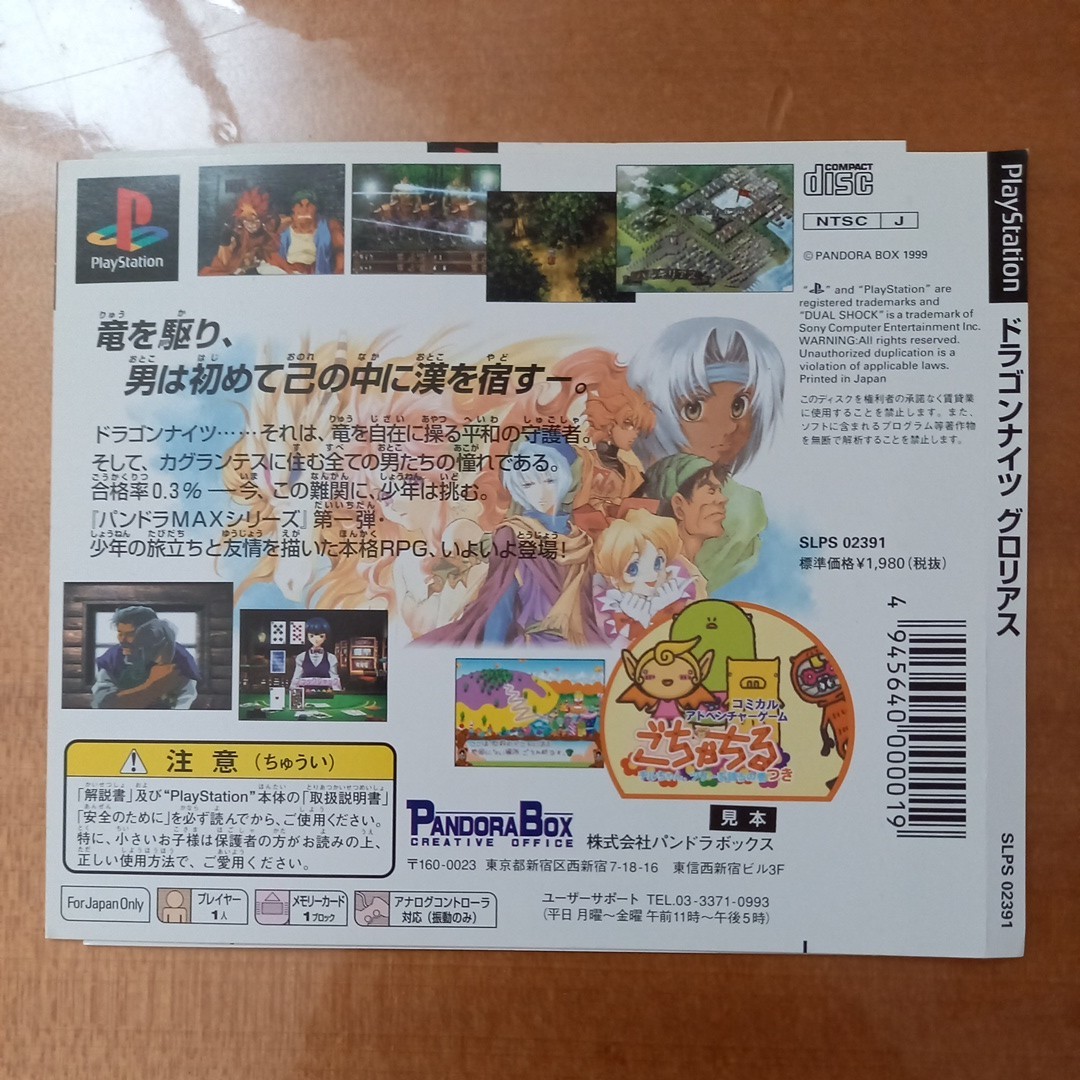 PlayStation
COMPACT
disc
NTSC J
©PANDORA BOX 1999
"PS" and "PlayStation" are
registered trademarks and
"DUAL SHOCK" is a trademark of
Sony Computer Entertainment Inc.
WARNING:All rights reserved.
Unauthorized duplication is a
violation of applicable laws.
Printed in Japan
このディスクを権利者の承諾なく賃貸業
に使用することを禁止します。また、
ソフトに含まれるプログラム等著作物
を無断で解析することを禁止します。
竜を駆り、
男は初めて己の中に漢を宿すー。
ドラゴンナイツ……それは、竜を自在に操る平和の守護者。
そして、カグランテスに住む全ての男たちの憧れである。
合格率0.3%―今、この難関に、少年は挑む。
『パンドラMAXシリーズ』第一弾・
少年の旅立ちと友情を描いた本格RPG、いよいよ登場!
SLPS 02391
標準価格¥1,980(税抜)
4 945640 000019
コミカル
アドベンチャーゲーム
ごちゃちる
つき
注意(ちゅうい)
「解説書」及び"PlayStation"本体の「取扱説明書」
「安全のために」を必ず読んでから、ご使用ください。
特に、小さいお子様は保護者の方がお読みの上、
正しい使用方法で、ご愛用ください。
PANDORA BOX
CREATIVE OFFICE
見本
株式会社パンドラボックス
〒160-0023 東京都新宿区西新宿7-18-16 東信西新宿ビル3F
ユーザーサポート TEL.03-3371-0993
(平日 月曜~金曜 午前11時~午後5時)
For Japan Only
プレイヤー
1人
メモリーカード
1ブロック
アナログコントローラ
対応(振動のみ)
PlayStation
ドラゴンナイツ グロリアス
SLPS 02391